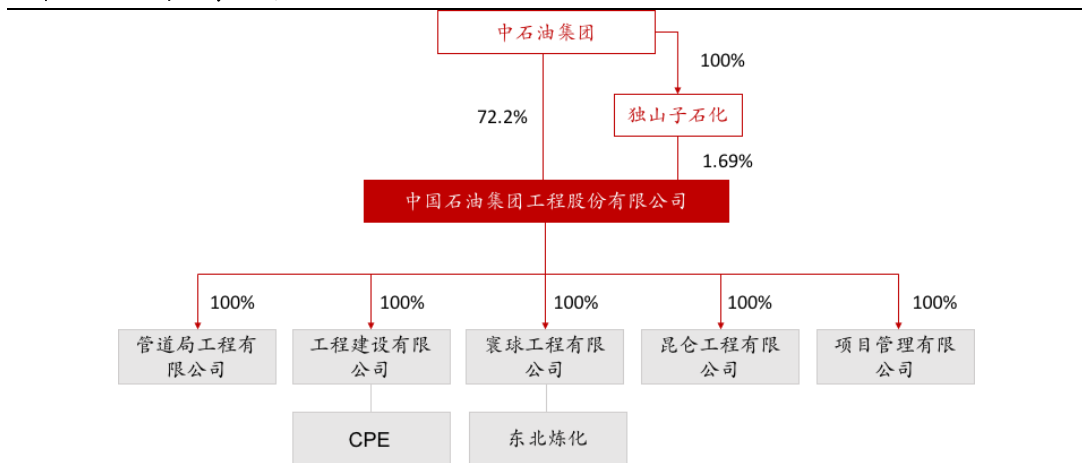 中石油集团
100%
72.2%
独山子石化
1.69%
中国石油集团工程股份有限公司
100%
100%
100%
100%
100%
管道局工程有
限公司
工程建设有限
公司
寰球工程有限
公司
昆仑工程有限
公司
项目管理有限
公司
CPE
东北炼化